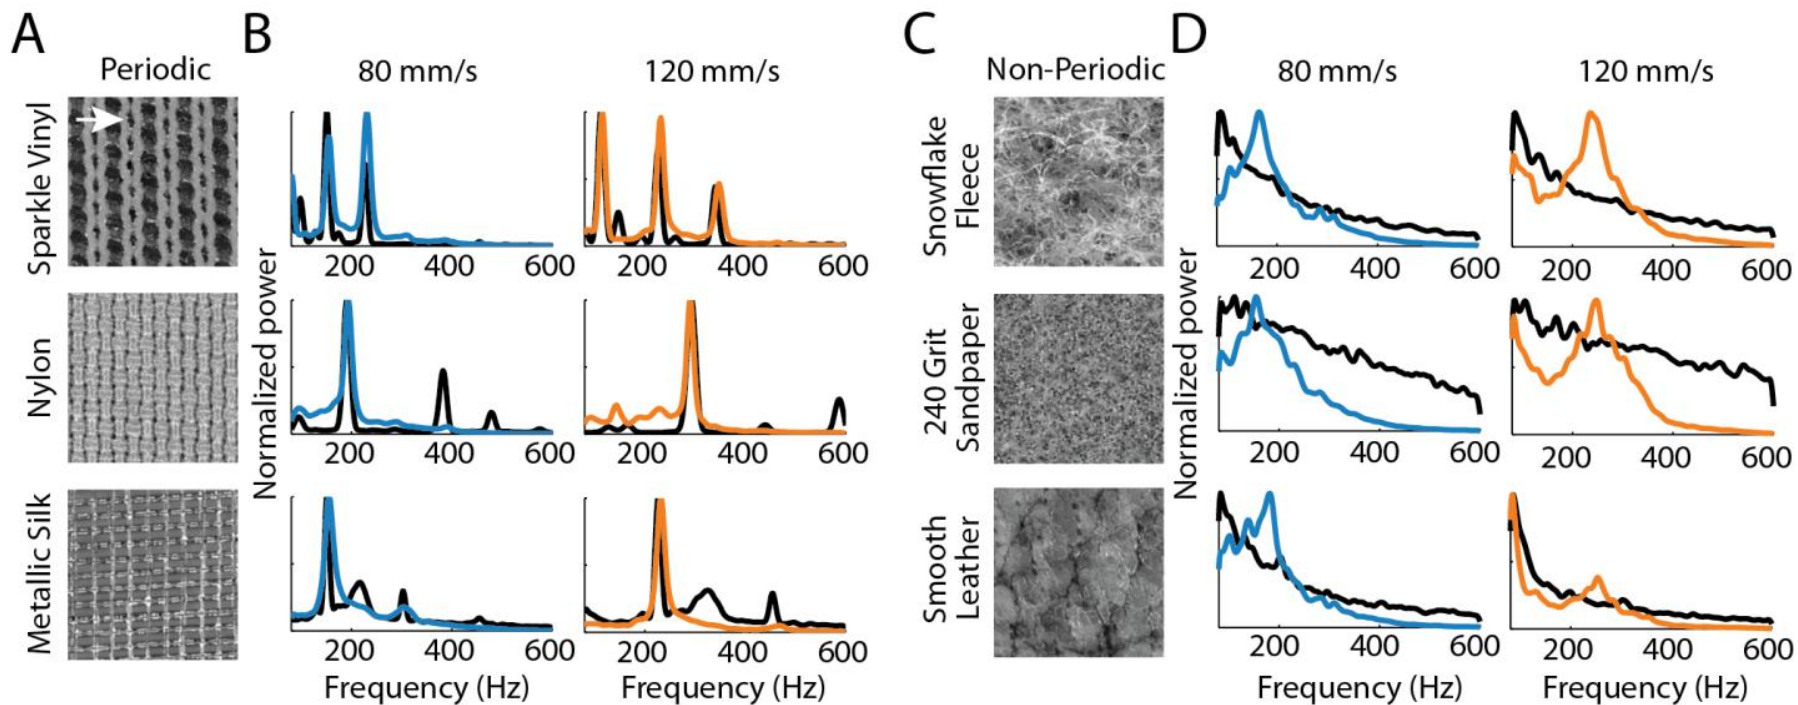 A
B
C
D
Periodic
80 mm/s
120 mm/s
Non-Periodic
80 mm/s
120 mm/s
Sparkle Vinyl
Snowflake
Fleece
200 400 600
200 400 600
200 400 600
200 400 600
Nylon
Normalized power
240 Grit
Sandpaper
Normalized power
200 400 600
200 400 600
200 400 600
200 400 600
Metallic Silk
Smooth
Leather
200 400 600
200 400 600
200 400 600
200 400 600
Frequency (Hz)
Frequency (Hz)
Frequency (Hz)
Frequency (Hz)